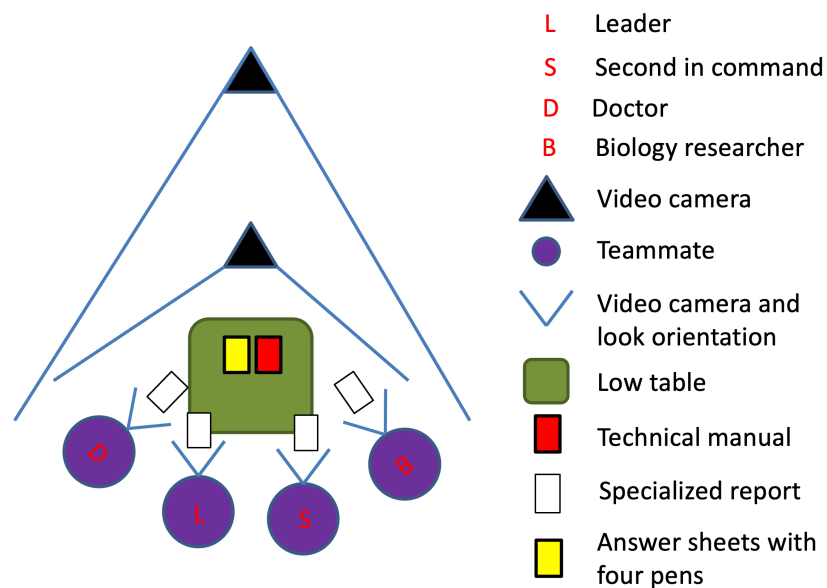 L Leader
S Second in command
D Doctor
B Biology researcher
Video camera
Teammate
Video camera and
look orientation
Low table
Technical manual
Specialized report
Answer sheets with
four pens
D
L
S
B